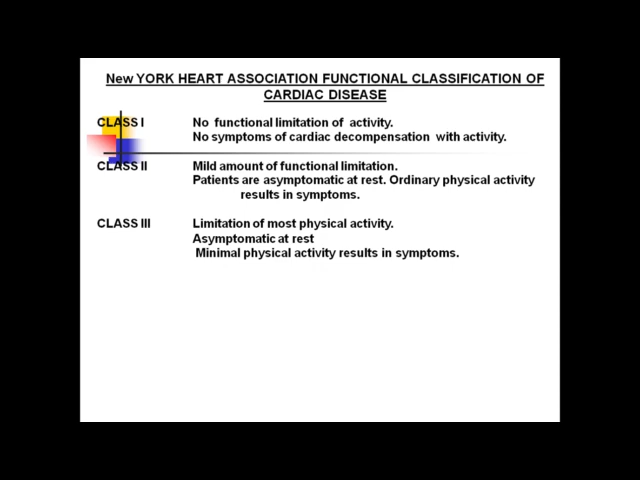 New YORK HEART ASSOCIATION FUNCTIONAL CLASSIFICATION OF
CARDIAC DISEASE
CLASS I No functional limitation of activity.
No symptoms of cardiac decompensation with activity.
CLASS II Mild amount of functional limitation.
Patients are asymptomatic at rest. Ordinary physical activity
results in symptoms.
CLASS III Limitation of most physical activity.
Asymptomatic at rest
Minimal physical activity results in symptoms.